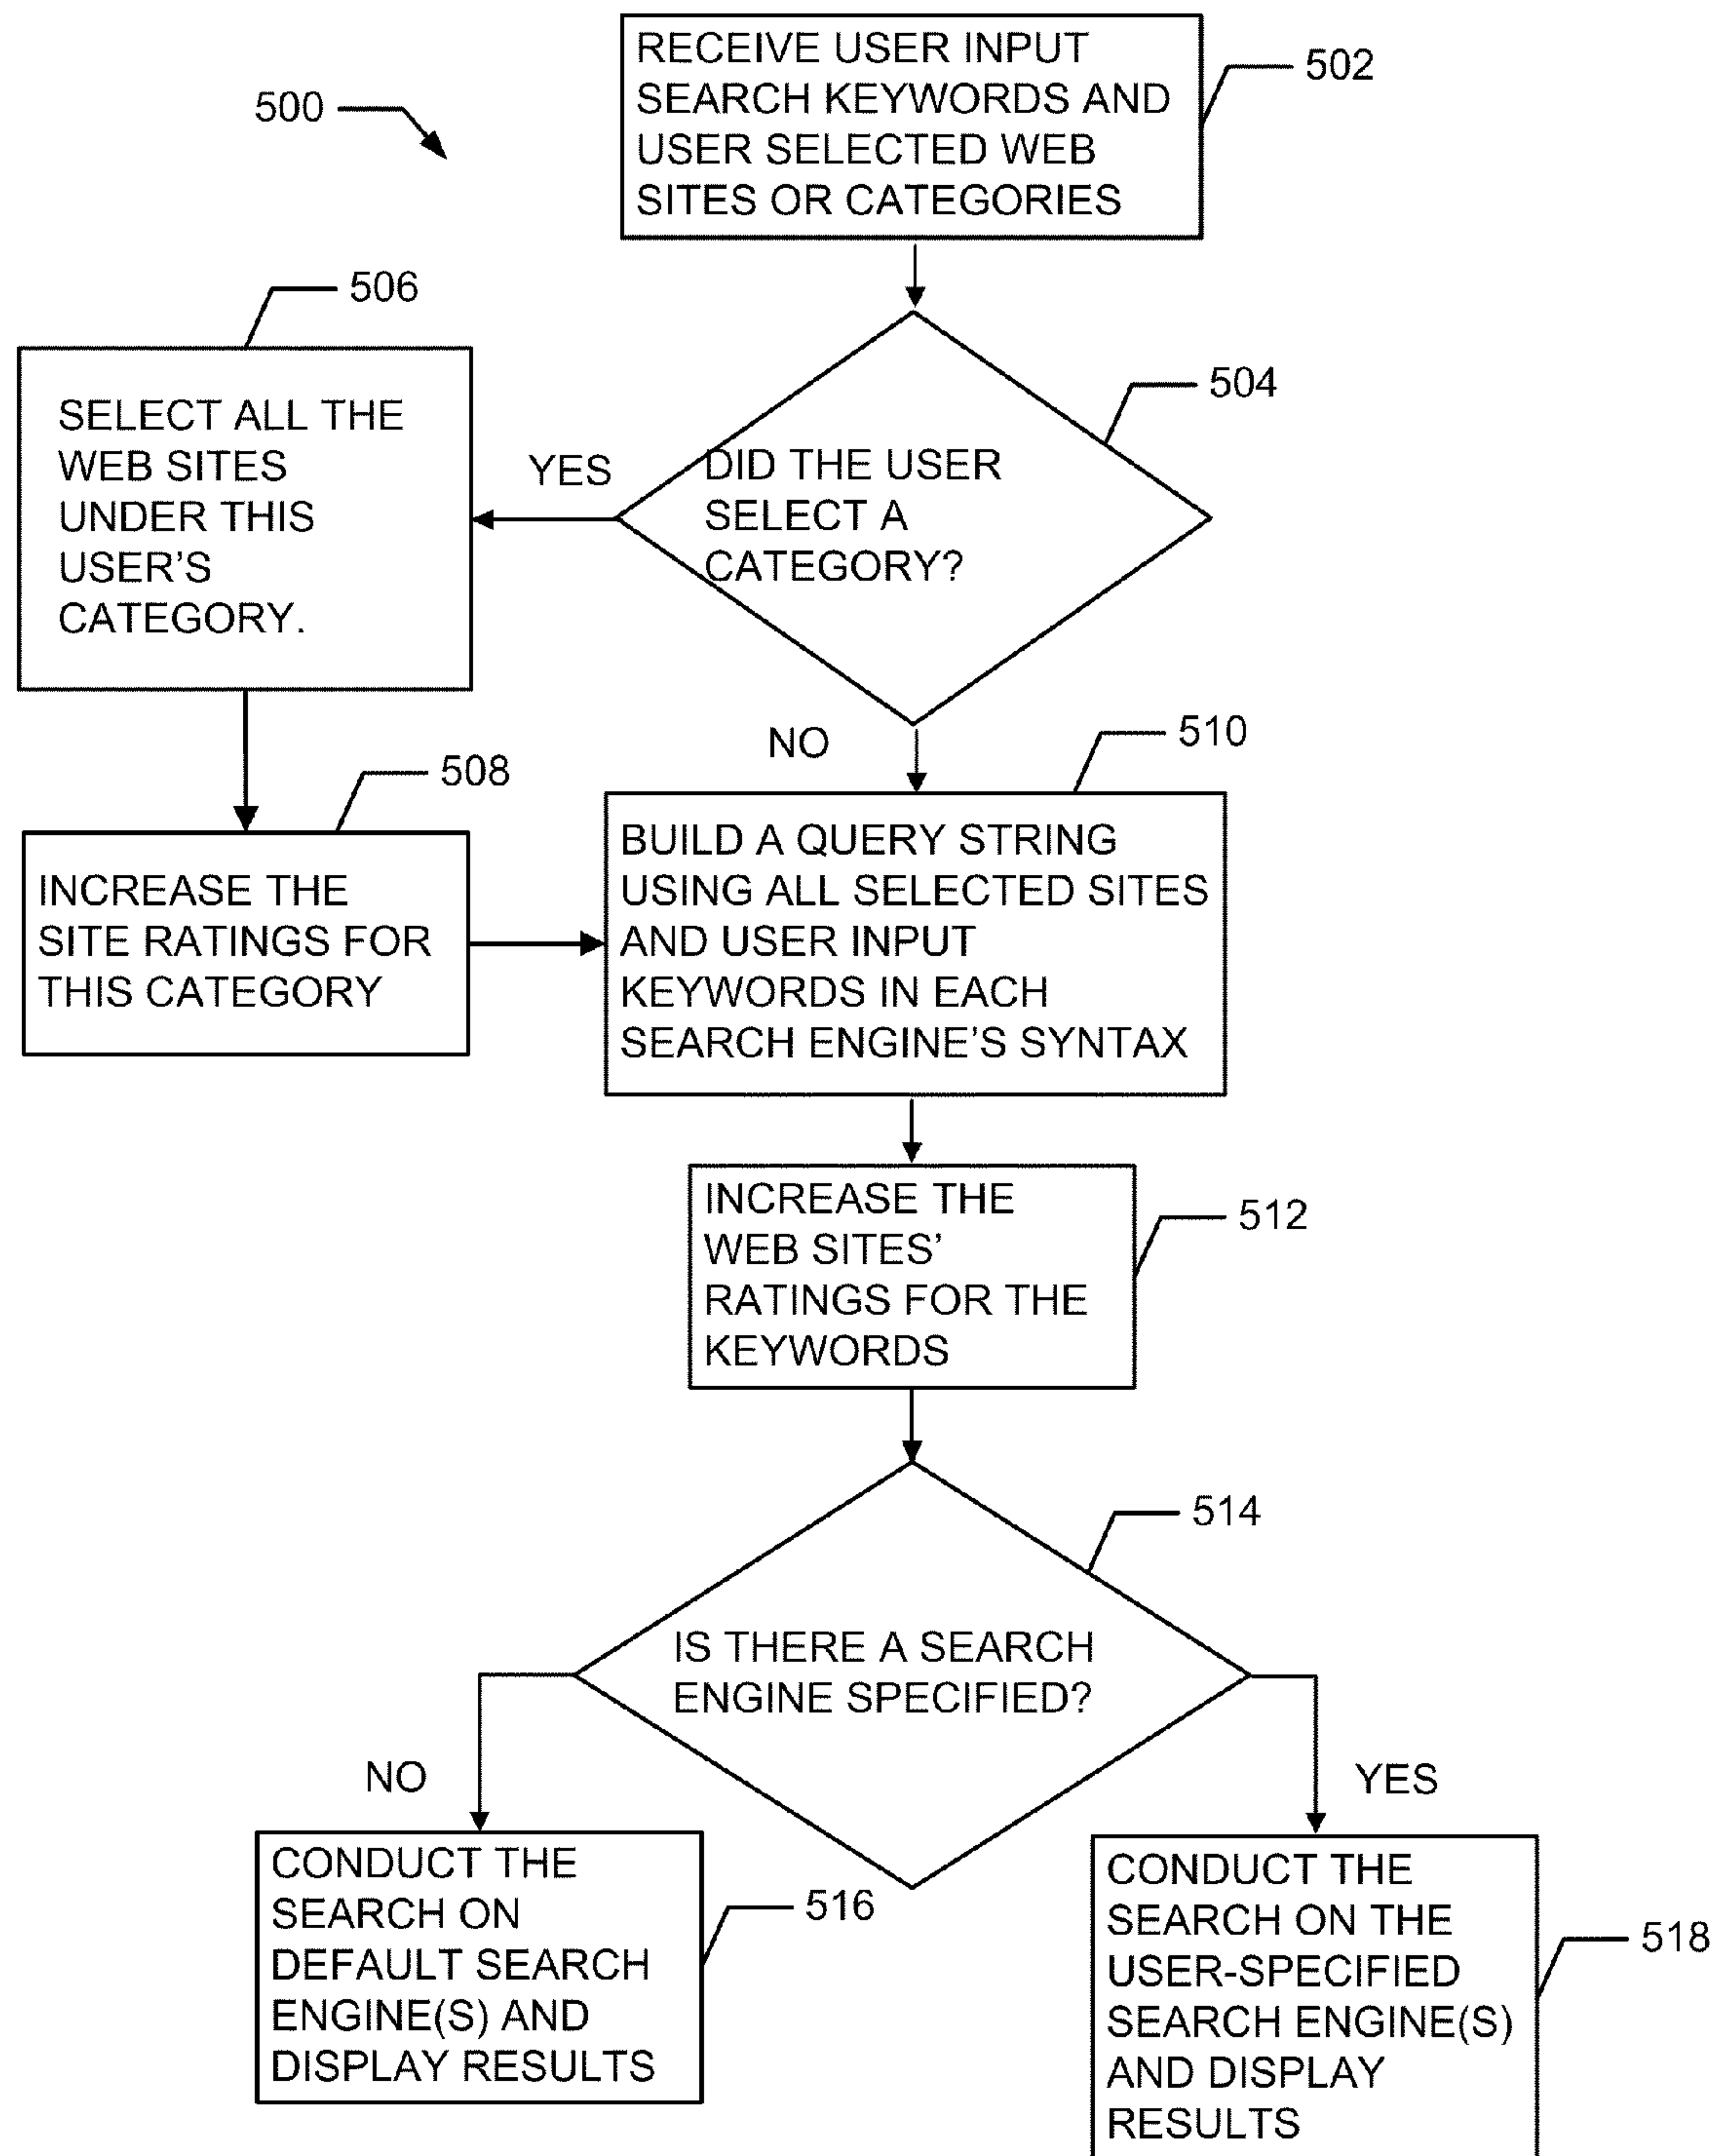 500
RECEIVE USER INPUT
SEARCH KEYWORDS AND
USER SELECTED WEB
SITES OR CATEGORIES
502
506
SELECT ALL THE
WEB SITES
UNDER THIS
USER'S
CATEGORY.
YES
DID THE USER
SELECT A
CATEGORY?
504
NO
508
INCREASE THE
SITE RATINGS FOR
THIS CATEGORY
510
BUILD A QUERY STRING
USING ALL SELECTED SITES
AND USER INPUT
KEYWORDS IN EACH
SEARCH ENGINE'S SYNTAX
INCREASE THE
WEB SITES'
RATINGS FOR THE
KEYWORDS
512
514
IS THERE A SEARCH
ENGINE SPECIFIED?
NO
YES
CONDUCT THE
SEARCH ON
DEFAULT SEARCH
ENGINE(S) AND
DISPLAY RESULTS
516
CONDUCT THE
SEARCH ON THE
USER-SPECIFIED
SEARCH ENGINE(S)
AND DISPLAY
RESULTS
518